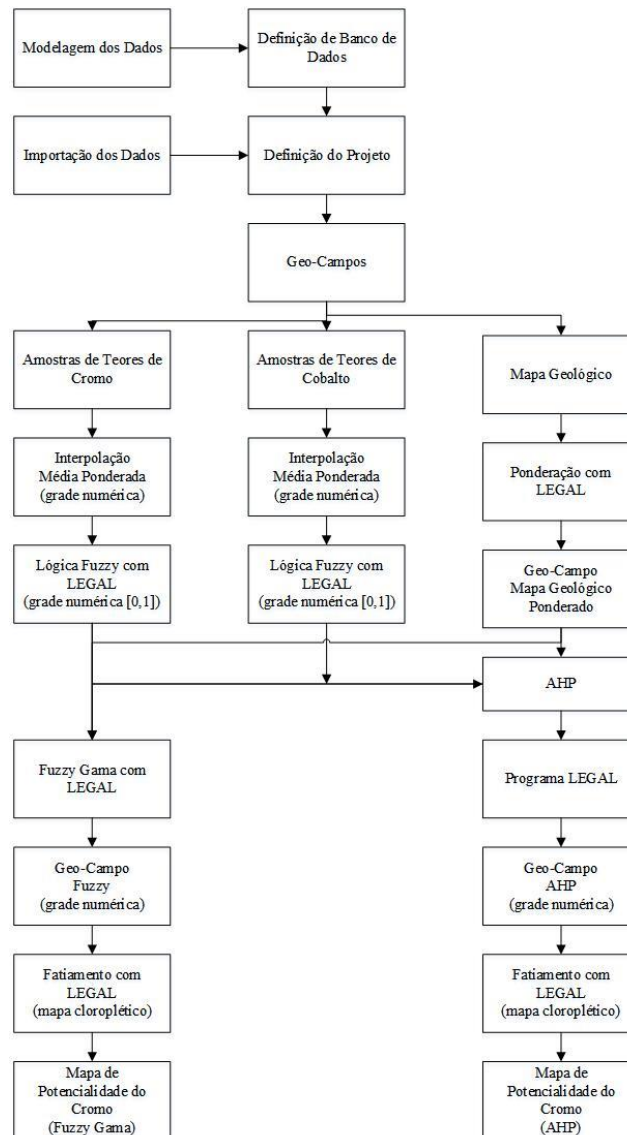 Modelagem dos Dados
Definição de Banco de
Dados
Importação dos Dados
Definição do Projeto
Geo-Campos
Amostras de Teores de
Cromo
Amostras de Teores de
Cobalto
Mapa Geológico
Interpolação
Média Ponderada
(grade numérica)
Interpolação
Média Ponderada
(grade numérica)
Ponderação com
LEGAL
Lógica Fuzzy com
LEGAL
(grade numérica [0,1])
Lógica Fuzzy com
LEGAL
(grade numérica [0,1])
Geo-Campo
Mapa Geológico
Ponderado
AHP
Fuzzy Gama com
LEGAL
Programa LEGAL
Geo-Campo
Fuzzy
(grade numérica)
Geo-Campo
AHP
(grade numérica)
Fatiamento com
LEGAL
(mapa cloroplético)
Fatiamento com
LEGAL
(mapa cloroplético)
Mapa de
Potencialidade do
Cromo
(Fuzzy Gama)
Mapa de
Potencialidade do
Cromo
(AHP)